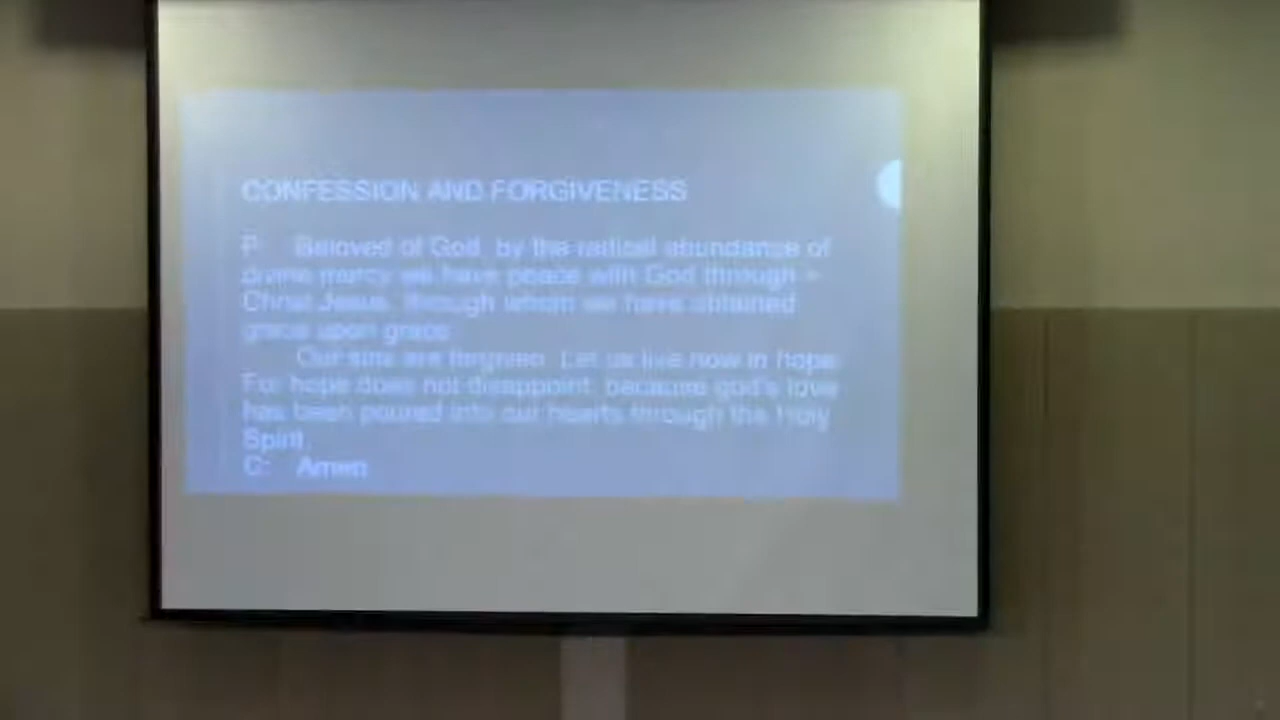 CONFESSION AND FORGIVENESS
P: Beloved of God, by the radical abundance of
divine mercy we have peace with God through +
Christ Jesus, through whom we have obtained
grace upon grace.
Our sins are forgiven. Let us live now in hope.
For hope does not disappoint, because god's love
has been poured into our hearts through the Holy
Spirit.
C: Amen